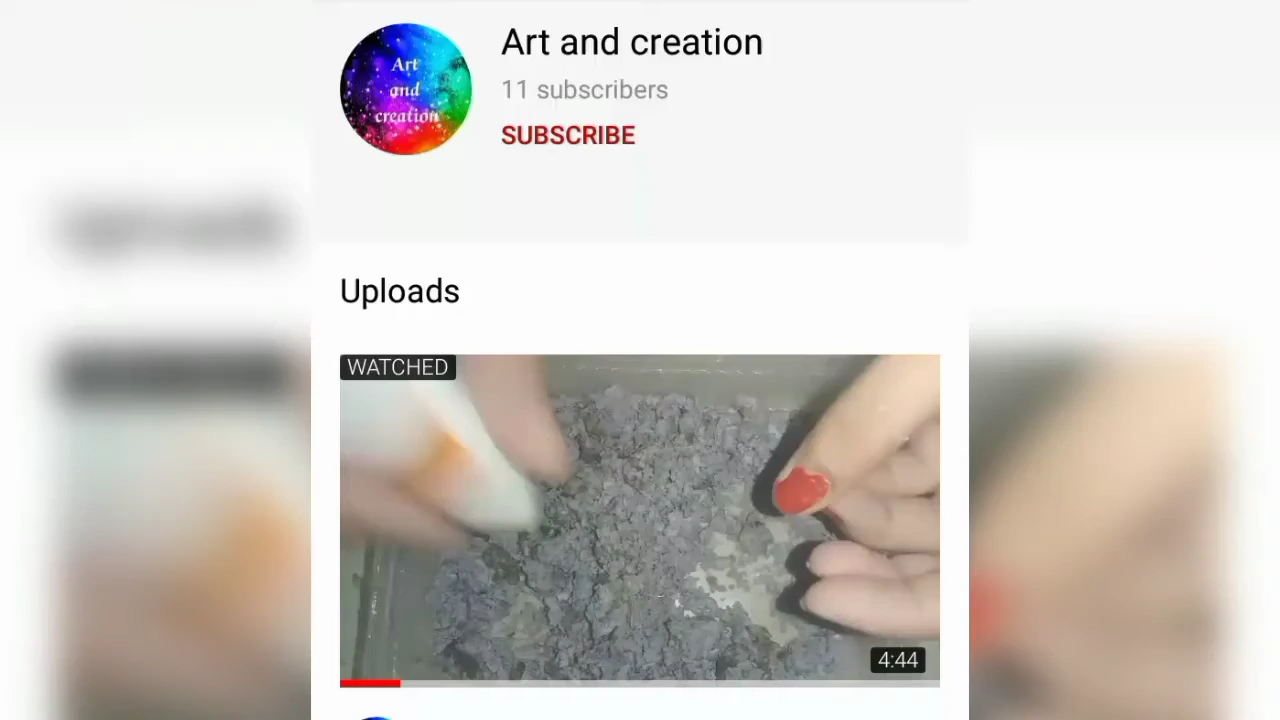 Art
and
creation
Art and creation
11 subscribers
SUBSCRIBE
Uploads
WATCHED
4:44